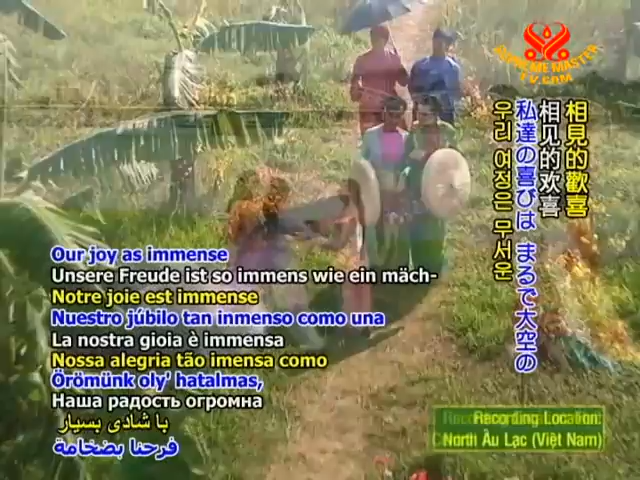 SUPREME MASTER
TV.COM
相見的歡喜
相见的欢喜
私達の喜びは まるで大空の
우리 여정은 무서운
Our joy as immense
Unsere Freude ist so immens wie ein mäch-
Notre joie est immense
Nuestro júbilo tan inmenso como una
La nostra gioia è immensa
Nossa alegria tão imensa como
Örömünk oly' hatalmas,
Наша радость огромна
با شادی بسیار
فرحنا بضخامة
Recording Location:
North Âu Lạc (Việt Nam)